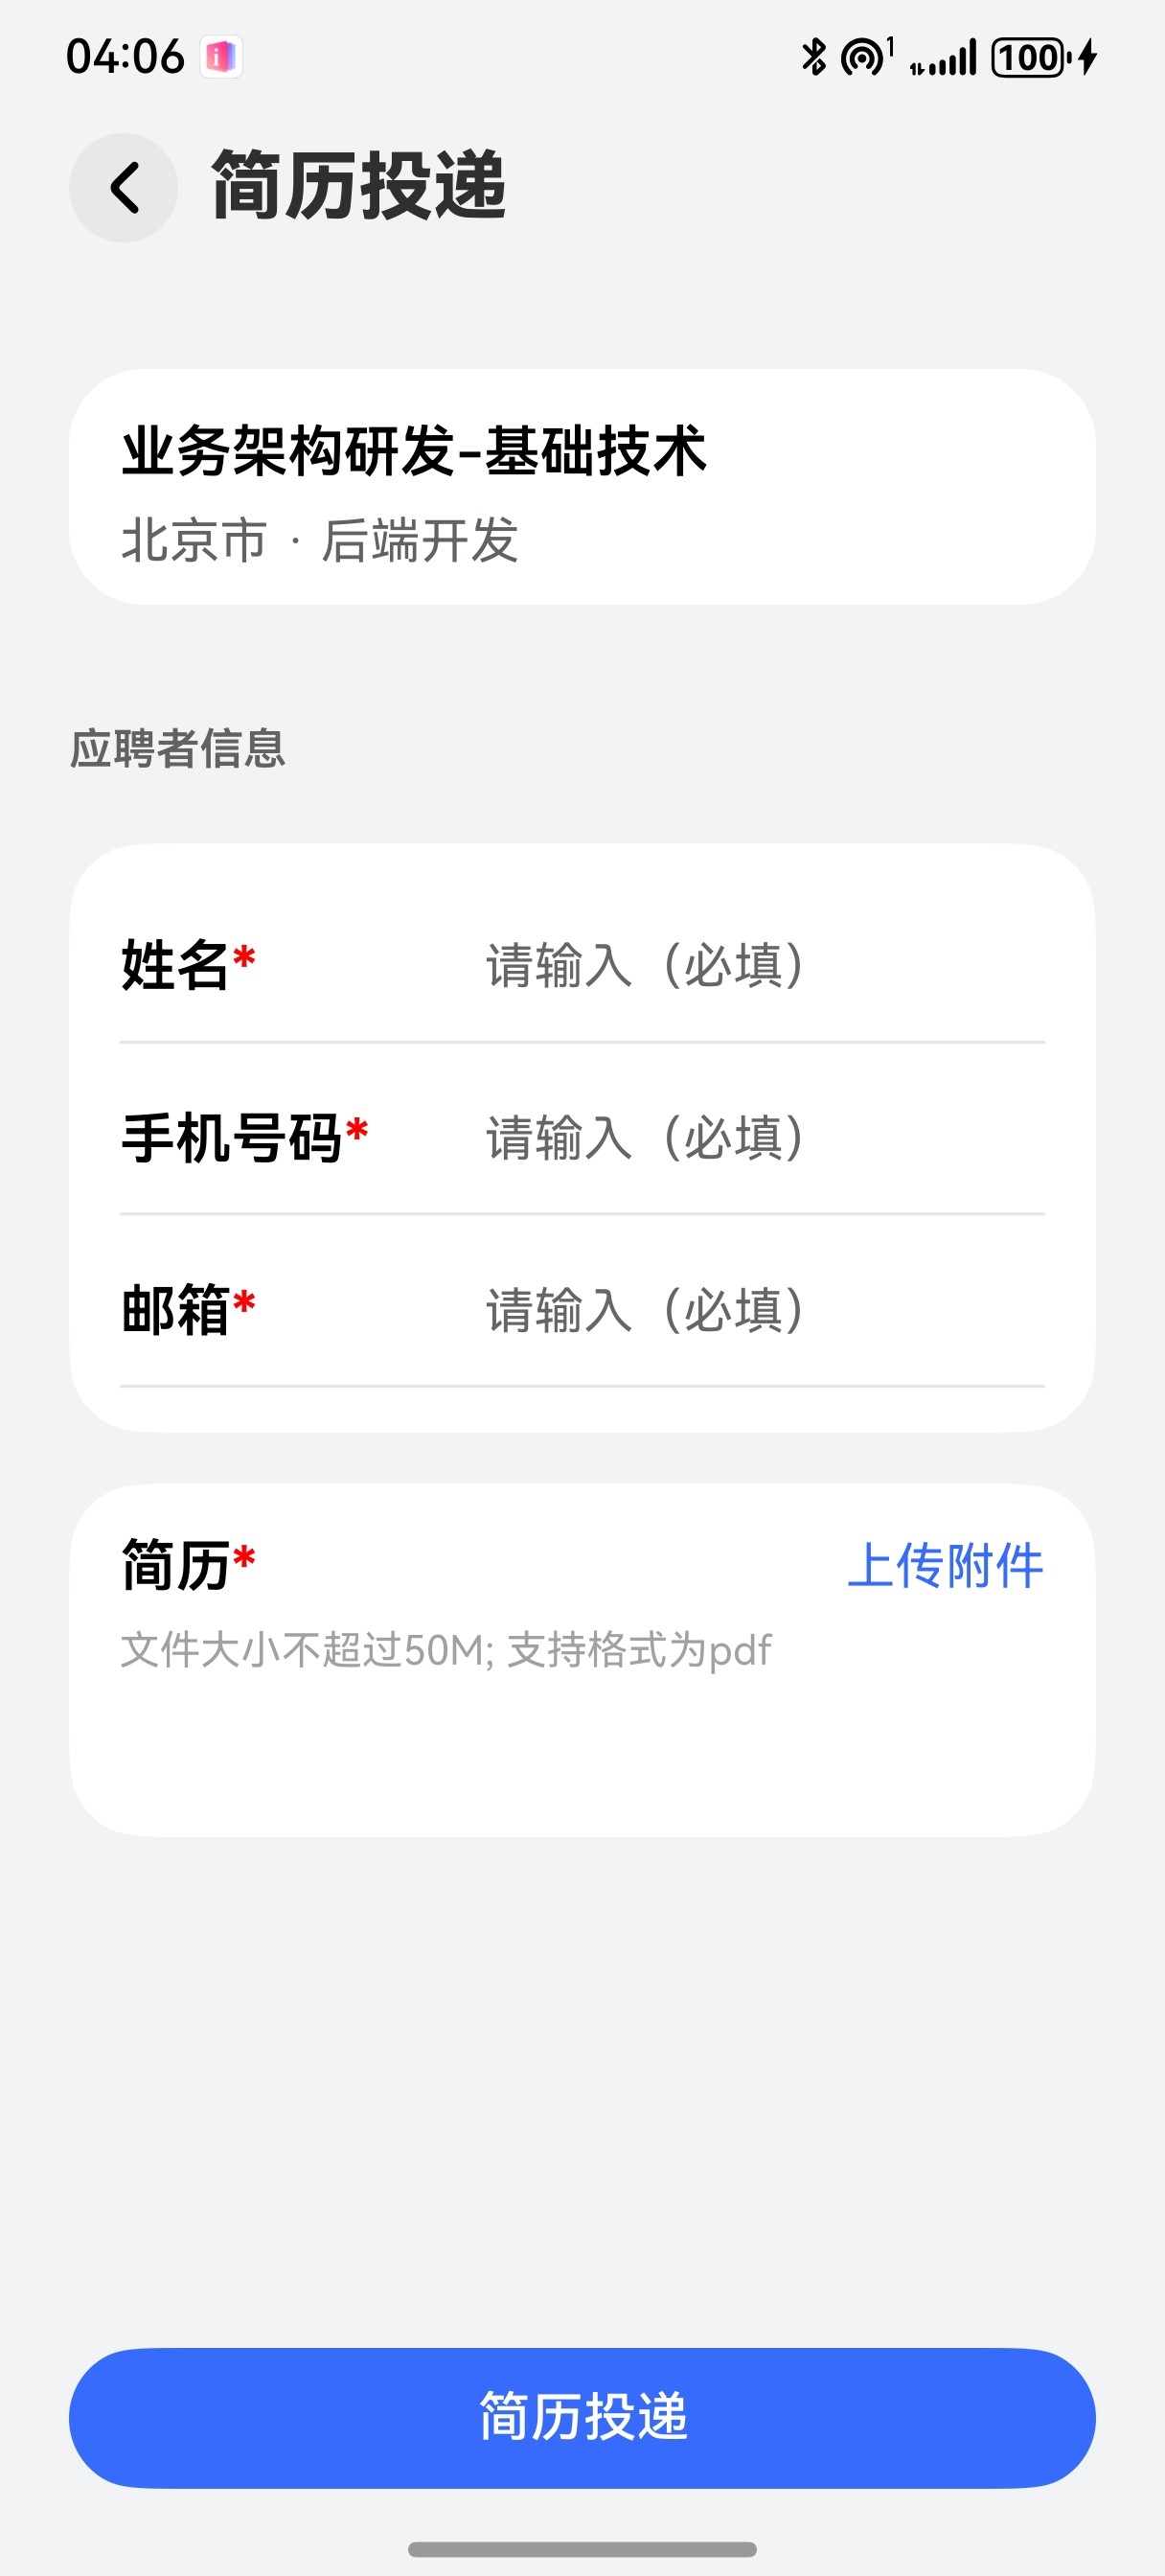 04:06
1
100
简历投递
业务架构研发-基础技术
北京市 · 后端开发
应聘者信息
姓名* 请输入（必填）
手机号码* 请输入（必填）
邮箱* 请输入（必填）
简历* 上传附件
文件大小不超过50M; 支持格式为pdf
简历投递